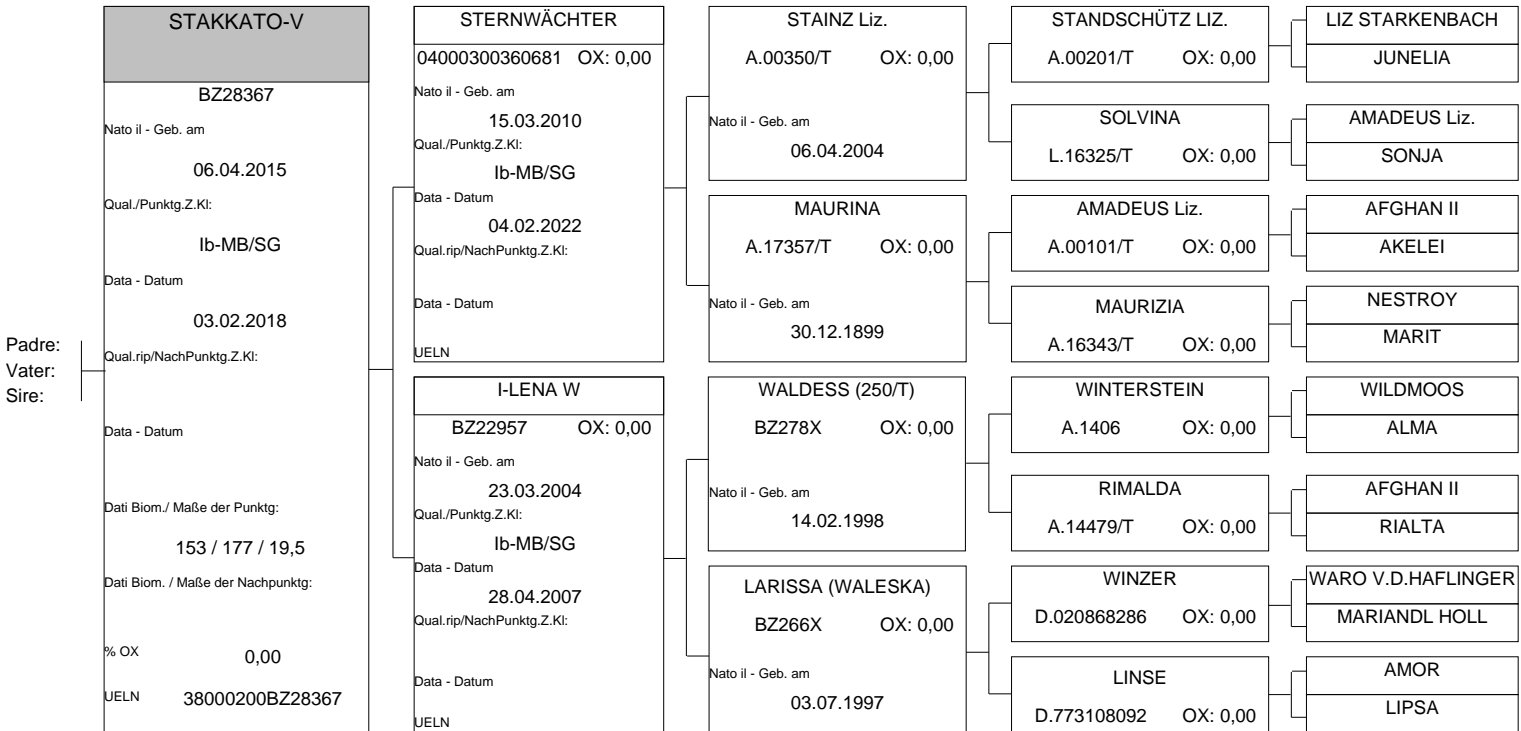 Padre:
Vater:
Sire:
STAKKATO-V
BZ28367
Nato il - Geb. am
06.04.2015
Qual./Punktg.Z.Kl:
Ib-MB/SG
Data - Datum
03.02.2018
Qual.rip/NachPunktg.Z.Kl:
Data - Datum
Dati Biom./ Maße der Punktg:
153 / 177 / 19,5
Dati Biom. / Maße der Nachpunktg:
% OX 0,00
UELN 38000200BZ28367
STERNWÄCHTER
04000300360681 OX: 0,00
Nato il - Geb. am
15.03.2010
Qual./Punktg.Z.Kl:
Ib-MB/SG
Data - Datum
04.02.2022
Qual.rip/NachPunktg.Z.Kl:
Data - Datum
UELN
I-LENA W
BZ22957 OX: 0,00
Nato il - Geb. am
23.03.2004
Qual./Punktg.Z.Kl:
Ib-MB/SG
Data - Datum
28.04.2007
Qual.rip/NachPunktg.Z.Kl:
Data - Datum
UELN
STAINZ Liz.
A.00350/T OX: 0,00
Nato il - Geb. am
06.04.2004
MAURINA
A.17357/T OX: 0,00
Nato il - Geb. am
30.12.1899
WALDESS (250/T)
BZ278X OX: 0,00
Nato il - Geb. am
14.02.1998
LARISSA (WALESKA)
BZ266X OX: 0,00
Nato il - Geb. am
03.07.1997
STANDSCHÜTZ LIZ.
A.00201/T OX: 0,00
SOLVINA
L.16325/T OX: 0,00
AMADEUS Liz.
A.00101/T OX: 0,00
MAURIZIA
A.16343/T OX: 0,00
WINTERSTEIN
A.1406 OX: 0,00
RIMALDA
A.14479/T OX: 0,00
WINZER
D.020868286 OX: 0,00
LINSE
D.773108092 OX: 0,00
LIZ STARKENBACH
JUNELIA
AMADEUS Liz.
SONJA
AFGHAN II
AKELEI
NESTROY
MARIT
WILDMOOS
ALMA
AFGHAN II
RIALTA
WARO V.D.HAFLINGER
MARIANDL HOLL
AMOR
LIPSA